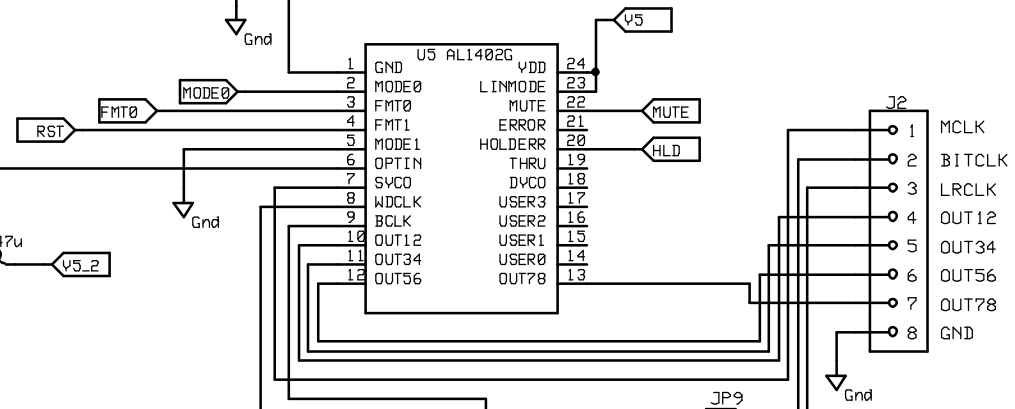 Gnd
V5
U5 AL1402G
1 GND VDD 24
2 MODE0 LINMODE 23
3 FMT0 MUTE 22
4 FMT1 ERROR 21
5 MODE1 HOLDERR 20
6 OPTIN THRU 19
7 SYCO DVCO 18
8 WDCLK USER3 17
9 BCLK USER2 16
10 OUT12 USER1 15
11 OUT34 USER0 14
12 OUT56 OUT78 13
MODE0
FMT0
RST
Gnd
47u
V5_2
MUTE
HLD
J2
1 MCLK
2 BITCLK
3 LRCLK
4 OUT12
5 OUT34
6 OUT56
7 OUT78
8 GND
Gnd
JP9